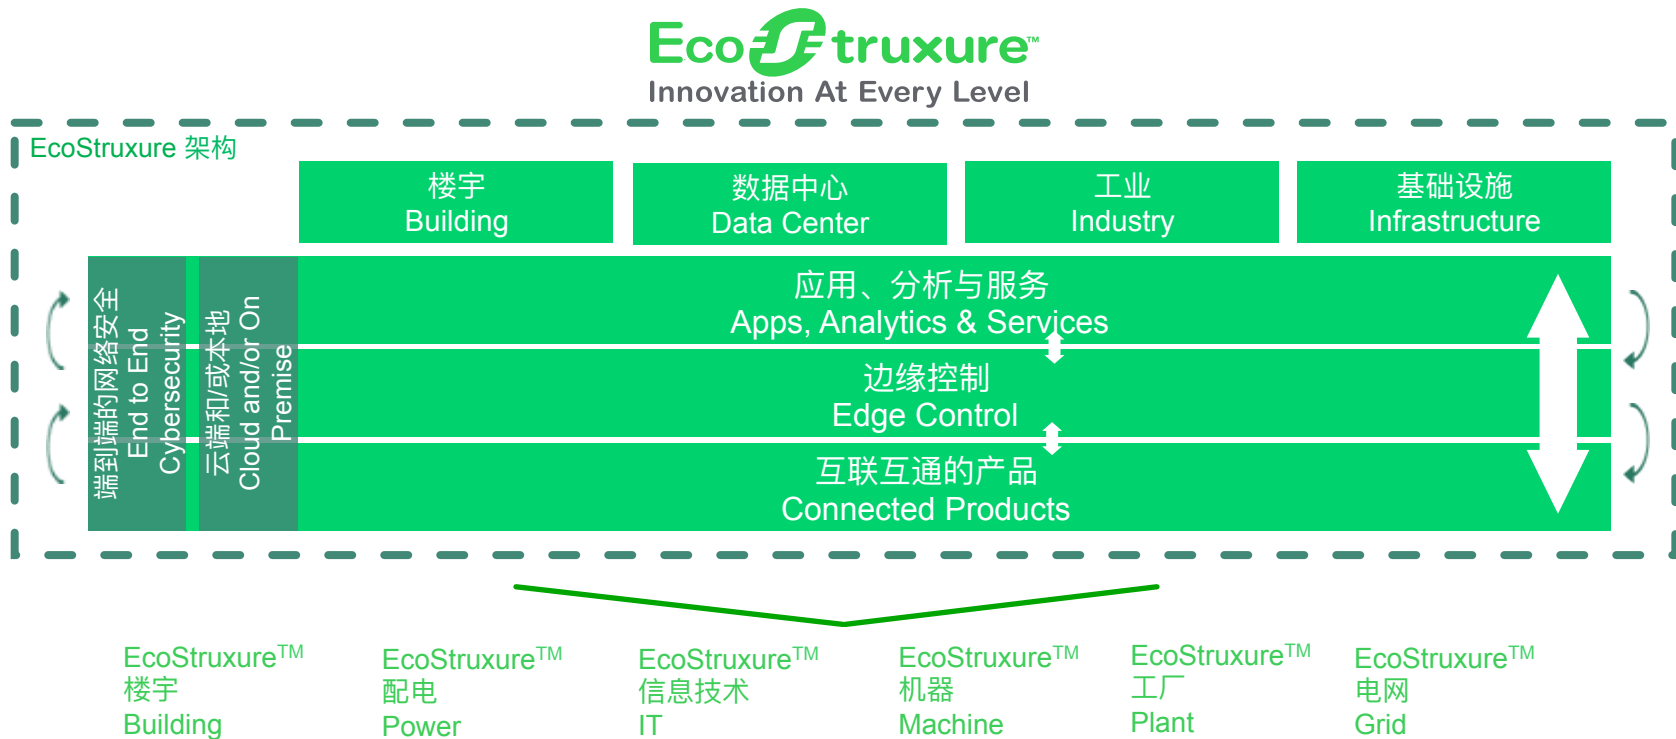 EcoStruxure™
Innovation At Every Level
EcoStruxure 架构
楼宇
Building
数据中心
Data Center
工业
Industry
基础设施
Infrastructure
端到端的网络安全
End to End
Cybersecurity
云端和/或本地
Cloud and/or On
Premise
应用、分析与服务
Apps, Analytics & Services
边缘控制
Edge Control
互联互通的产品
Connected Products
EcoStruxure™
楼宇
Building
EcoStruxure™
配电
Power
EcoStruxure™
信息技术
IT
EcoStruxure™
机器
Machine
EcoStruxure™
工厂
Plant
EcoStruxure™
电网
Grid